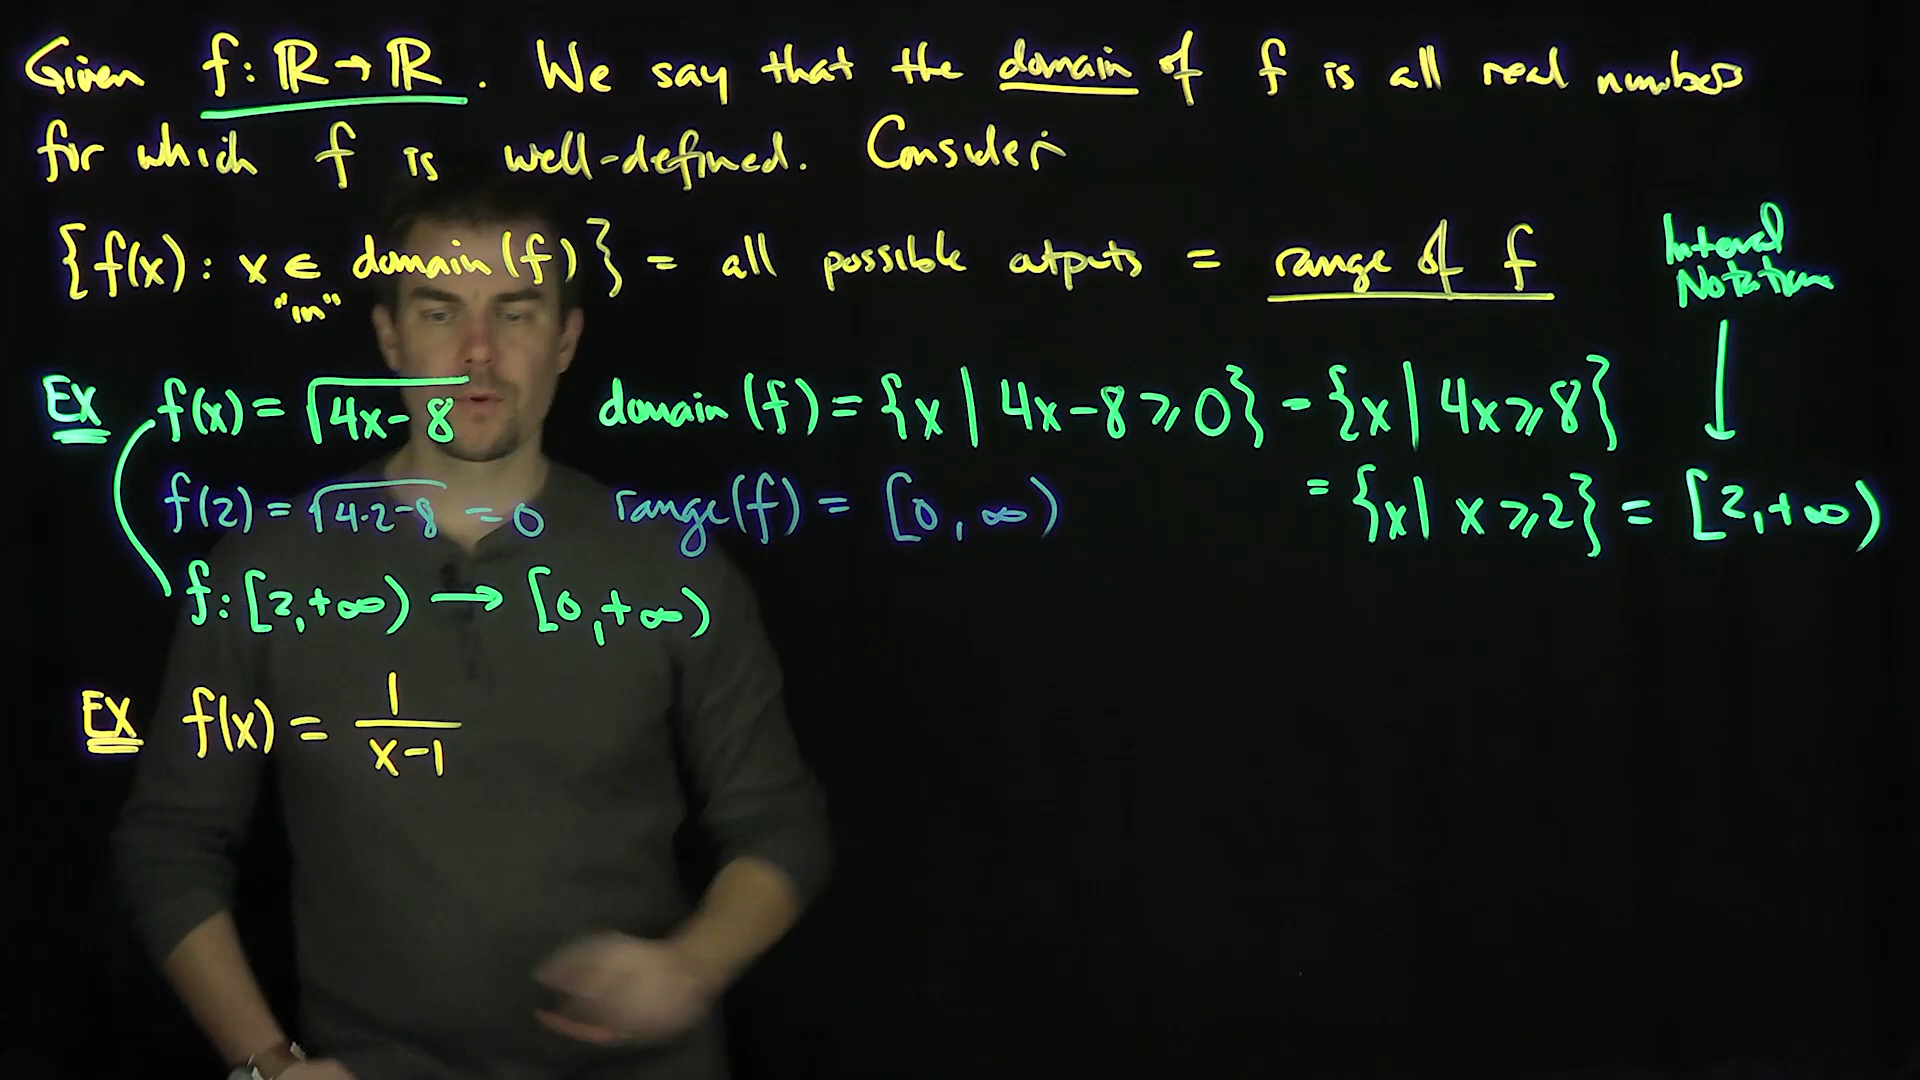 Given f: ℝ → ℝ. We say that the domain of f is all real numbers
for which f is well-defined. Consider
{f(x) : x ∈ domain(f)} = all possible outputs = range of f
"in"
Interval
Notation
EX f(x) = √(4x-8) domain(f) = {x | 4x-8 ⩾ 0} = {x | 4x ⩾ 8}
f(2) = √(4·2-8) = 0 range(f) = [0, ∞) = {x | x ⩾ 2} = [2, +∞)
f: [2, +∞) → [0, +∞)
EX f(x) = 1/(x-1)